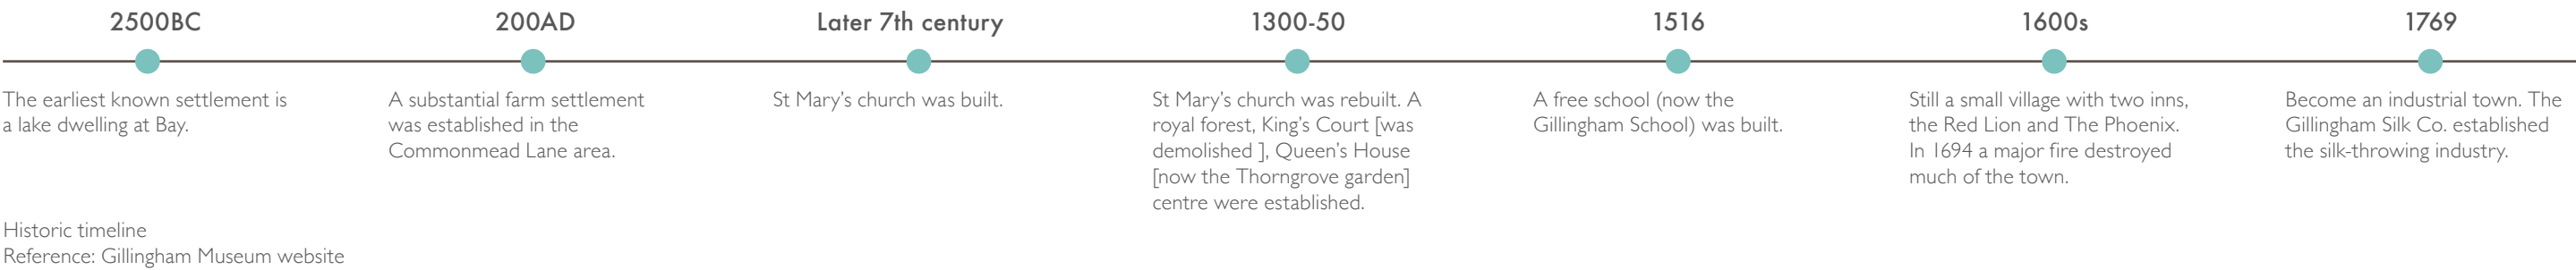 2500BC
The earliest known settlement is
a lake dwelling at Bay.
200AD
A substantial farm settlement
was established in the
Commonmead Lane area.
Later 7th century
St Mary's church was built.
1300-50
St Mary's church was rebuilt. A
royal forest, King's Court [was
demolished ], Queen's House
[now the Thorngrove garden]
centre were established.
1516
A free school (now the
Gillingham School) was built.
1600s
Still a small village with two inns,
the Red Lion and The Phoenix.
In 1694 a major fire destroyed
much of the town.
1769
Become an industrial town. The
Gillingham Silk Co. established
the silk-throwing industry.
Historic timeline
Reference: Gillingham Museum website